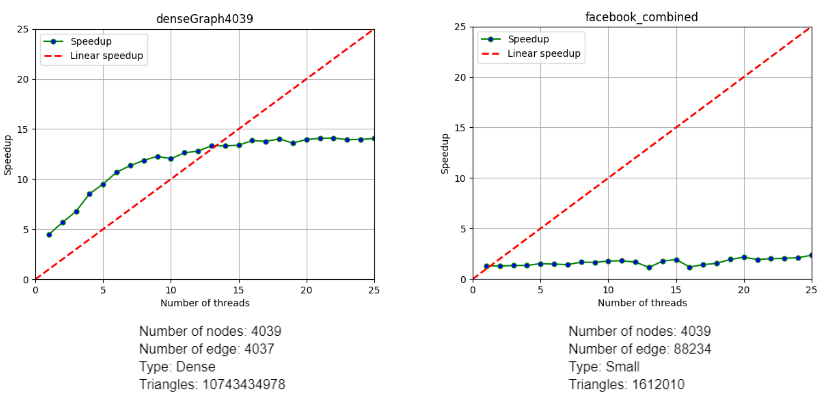 denseGraph4039
25
20
15
10
5
0
Speedup
Speedup
Linear speedup
0 5 10 15 20 25
Number of threads
Number of nodes: 4039
Number of edge: 4037
Type: Dense
Triangles: 10743434978
facebook_combined
25
20
15
10
5
0
Speedup
Speedup
Linear speedup
0 5 10 15 20 25
Number of threads
Number of nodes: 4039
Number of edge: 88234
Type: Small
Triangles: 1612010